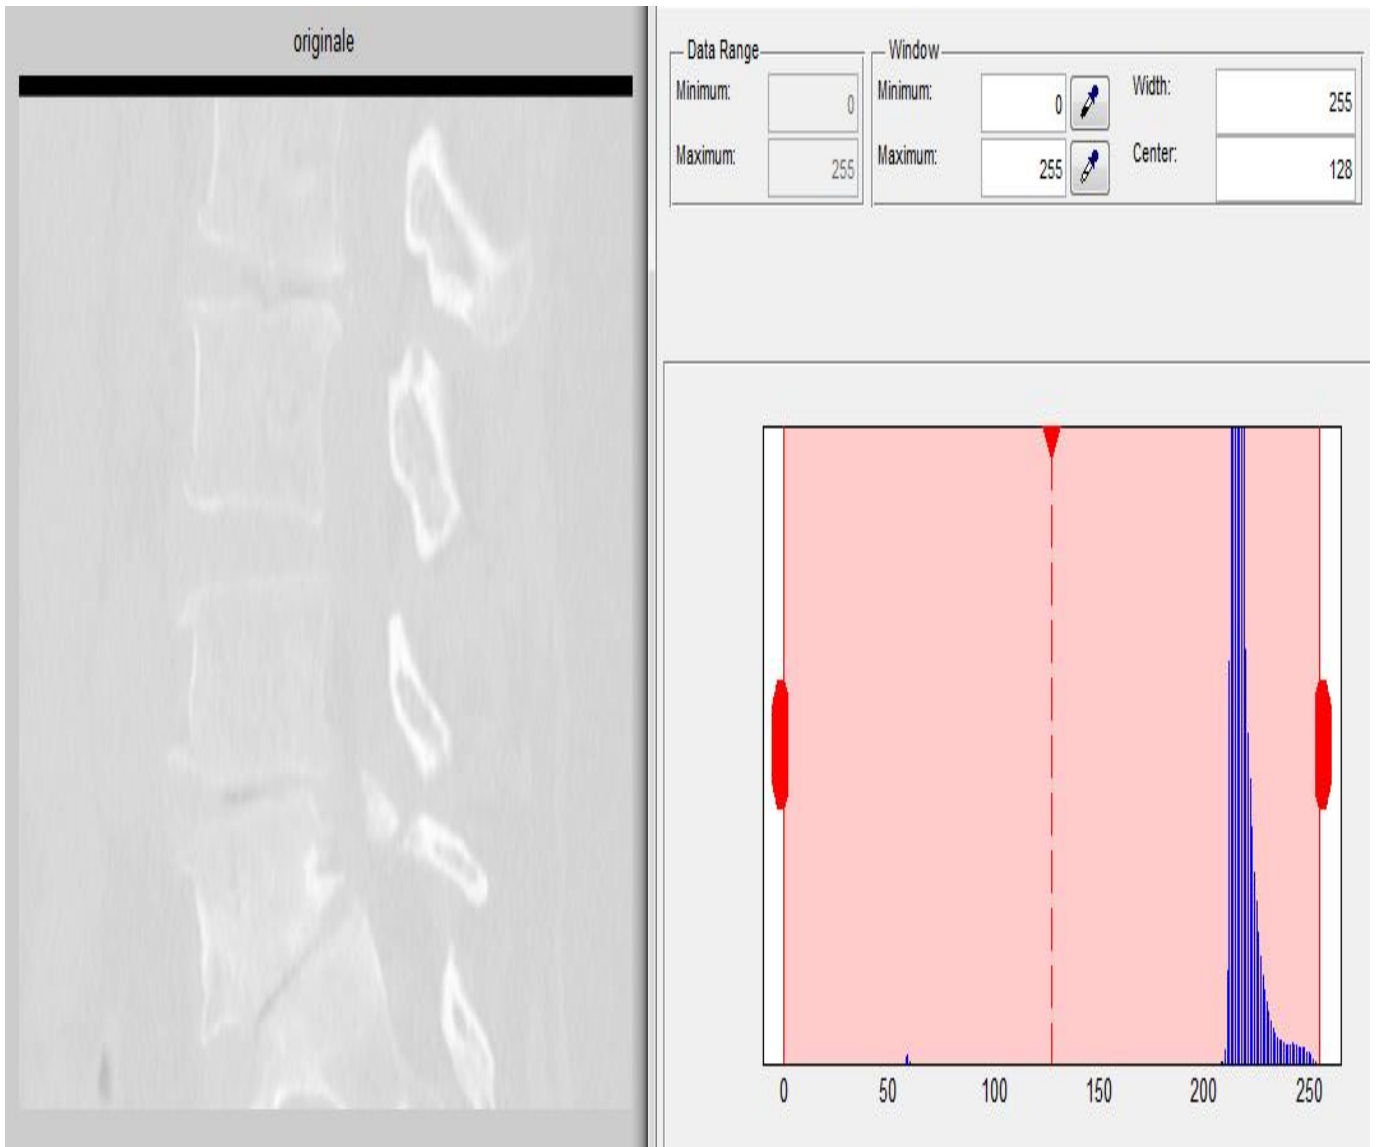 originale
Data Range
Minimum: 0
Maximum: 255
Window
Minimum: 0
Maximum: 255
Width: 255
Center: 128
0 50 100 150 200 250